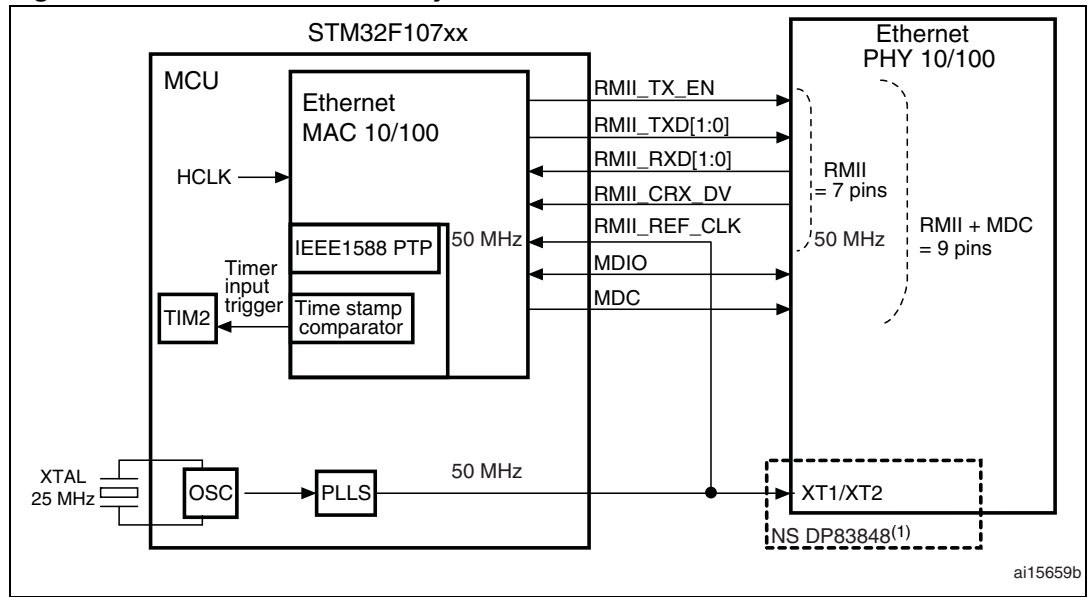 STM32F107xx
MCU
Ethernet
MAC 10/100
HCLK
IEEE1588 PTP
50 MHz
Timer
input
trigger
TIM2
Time stamp
comparator
RMII_TX_EN
RMII_TXD[1:0]
RMII_RXD[1:0]
RMII_CRX_DV
RMII_REF_CLK
MDIO
MDC
Ethernet
PHY 10/100
RMII
= 7 pins
50 MHz
RMII + MDC
= 9 pins
XTAL
25 MHz
OSC
PLLS
50 MHz
XT1/XT2
NS DP83848(1)
ai15659b